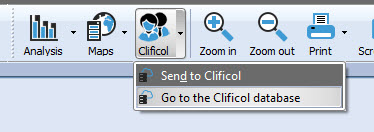 Analysis Maps Clificol Zoom in Zoom out Print Scr
Send to Clificol
Go to the Clificol database